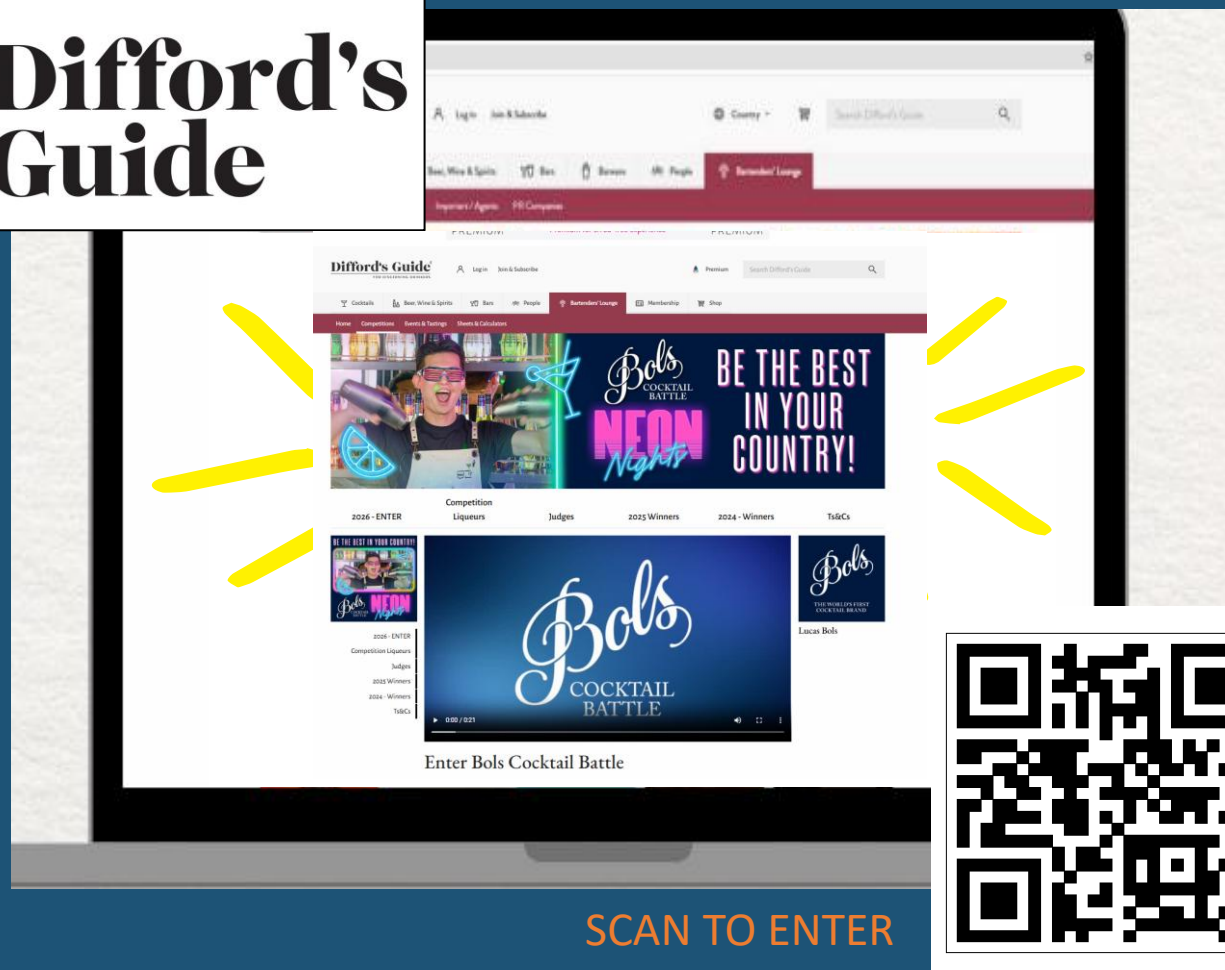 Difford's
Guide
Log in Join & Subscribe
Country
Search Difford's Guide
Beer, Wine & Spirits Bars Barware People Bartenders' Lounge
Importers / Agents PR Companies
Difford's Guide
Log in Join & Subscribe
Premium
Search Difford's Guide
Cocktails Beer, Wine & Spirits Bars People Bartenders' Lounge Membership Shop
Home Competitions Events & Tastings Sheets & Calculators
Bols
COCKTAIL
BATTLE
NEON
Nights
BE THE BEST
IN YOUR
COUNTRY!
2026 - ENTER
Competition
Liqueurs
Judges
2025 Winners
2024 - Winners
Ts&Cs
BE THE BEST IN YOUR COUNTRY!
Bols
NEON
Nights
2026 - ENTER
Competition Liqueurs
Judges
2025 Winners
2024 - Winners
Ts&Cs
Bols
COCKTAIL
BATTLE
0:00 / 0:21
Bols
THE WORLD'S FIRST
COCKTAIL BRAND
Lucas Bols
Enter Bols Cocktail Battle
SCAN TO ENTER